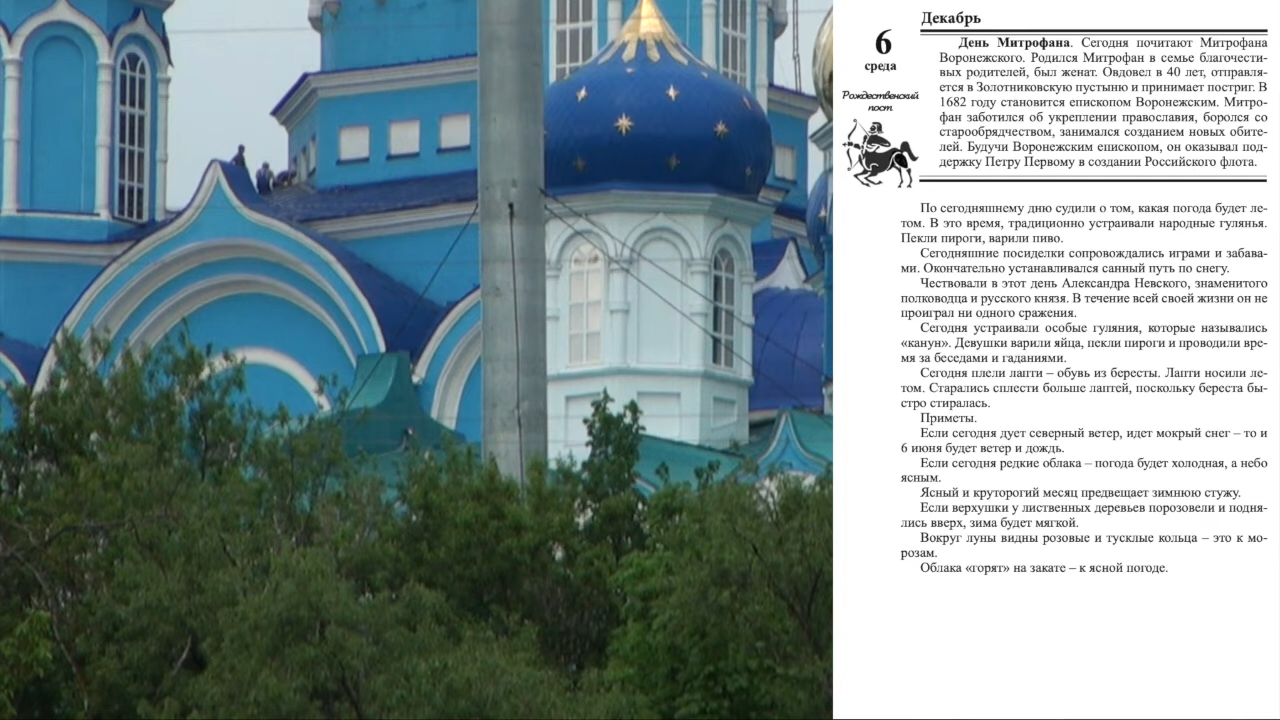 Декабрь
6
среда
Рождественский
пост
День Митрофана. Сегодня почитают Митрофана
Воронежского. Родился Митрофан в семье благочести-
вых родителей, был женат. Овдовел в 40 лет, отправля-
ется в Золотниковскую пустыню и принимает постриг. В
1682 году становится епископом Воронежским. Митро-
фан заботился об укреплении православия, боролся со
старообрядчеством, занимался созданием новых обите-
лей. Будучи Воронежским епископом, он оказывал под-
держку Петру Первому в создании Российского флота.
По сегодняшнему дню судили о том, какая погода будет ле-
том. В это время, традиционно устраивали народные гулянья.
Пекли пироги, варили пиво.
Сегодняшние посиделки сопровождались играми и забава-
ми. Окончательно устанавливался санный путь по снегу.
Чествовали в этот день Александра Невского, знаменитого
полководца и русского князя. В течение всей своей жизни он не
проиграл ни одного сражения.
Сегодня устраивали особые гуляния, которые назывались
«канун». Девушки варили яйца, пекли пироги и проводили вре-
мя за беседами и гаданиями.
Сегодня плели лапти – обувь из бересты. Лапти носили ле-
том. Старались сплести больше лаптей, поскольку береста бы-
стро стиралась.
Приметы.
Если сегодня дует северный ветер, идет мокрый снег – то и
6 июня будет ветер и дождь.
Если сегодня редкие облака – погода будет холодная, а небо
ясным.
Ясный и круторогий месяц предвещает зимнюю стужу.
Если верхушки у лиственных деревьев порозовели и подня-
лись вверх, зима будет мягкой.
Вокруг луны видны розовые и тусклые кольца – это к мо-
розам.
Облака «горят» на закате – к ясной погоде.